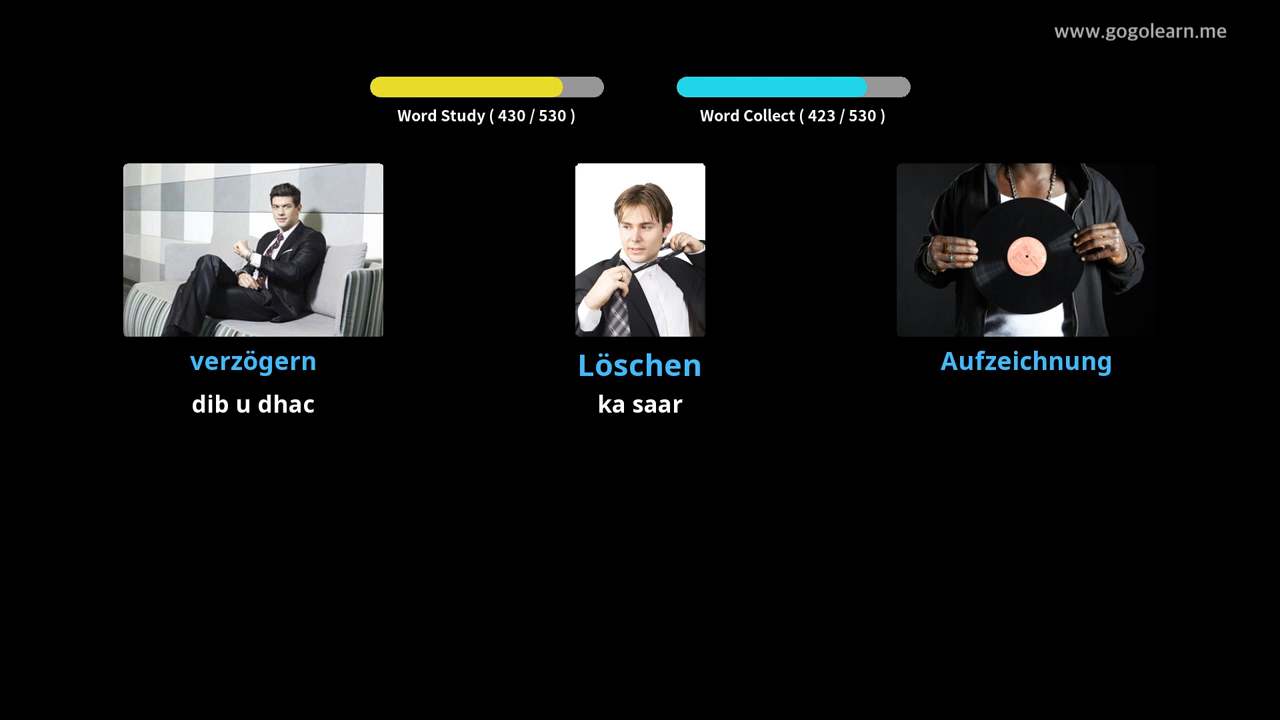 www.gogolearn.me
Word Study ( 430 / 530 )
Word Collect ( 423 / 530 )
verzögern
Löschen
Aufzeichnung
dib u dhac
ka saar